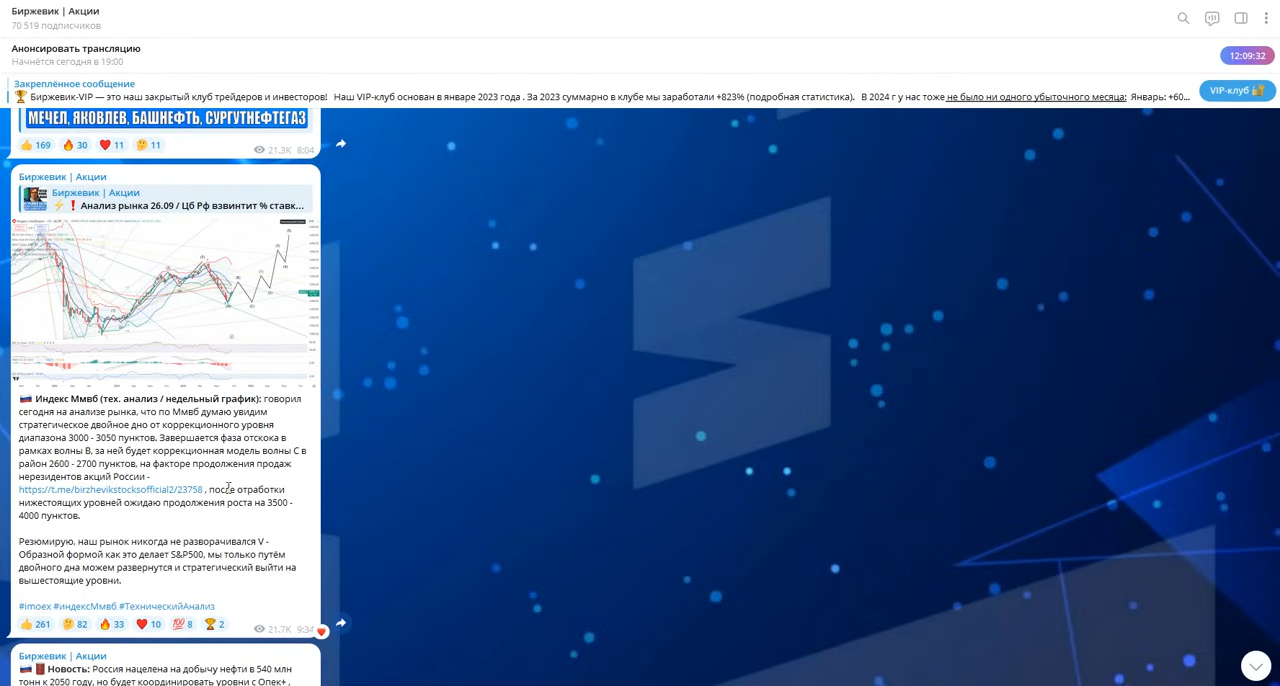 Биржевик | Акции
70 519 подписчиков
Анонсировать трансляцию
Начнётся сегодня в 19:00
12:09:32
Закреплённое сообщение
🏆 Биржевик-VIP — это наш закрытый клуб трейдеров и инвесторов! Наш VIP-клуб основан в январе 2023 года . За 2023 суммарно в клубе мы заработали +823% (подробная статистика). В 2024 г у нас тоже не было ни одного убыточного месяца: Январь: +60...
VIP-клуб 🔐
МЕЧЕЛ, ЯКОВЛЕВ, БАШНЕФТЬ, СУРГУТНЕФТЕГАЗ
👍 169 🔥 30 ❤️ 11 🤔 11 21.3K 8:04
Биржевик | Акции
Биржевик | Акции
⚡️❗️ Анализ рынка 26.09 / Цб Рф взвинтит % ставк...
🇷🇺 Индекс Ммвб (тех. анализ / недельный график): говорил
сегодня на анализе рынка, что по Ммвб думаю увидим
стратегическое двойное дно от коррекционного уровня
диапазона 3000 - 3050 пунктов. Завершается фаза отскока в
рамках волны B, за ней будет коррекционная модель волны C в
район 2600 - 2700 пунктов, на факторе продолжения продаж
нерезидентов акций России -
https://t.me/birzhevikstocksofficial2/23758 , после отработки
нижестоящих уровней ожидаю продолжения роста на 3500 -
4000 пунктов.
Резюмирую, наш рынок никогда не разворачивался V -
Образной формой как это делает S&P500, мы только путём
двойного дна можем развернутся и стратегический выйти на
вышестоящие уровни.
#imoex #индексМмвб #ТехническийАнализ
👍 261 🤔 82 🔥 33 ❤️ 10 💯 8 🏆 2 21.7K 9:34
Биржевик | Акции
🇷🇺 🛢 Новость: Россия нацелена на добычу нефти в 540 млн
тонн к 2050 году, но будет координировать уровни с Опек+ ,